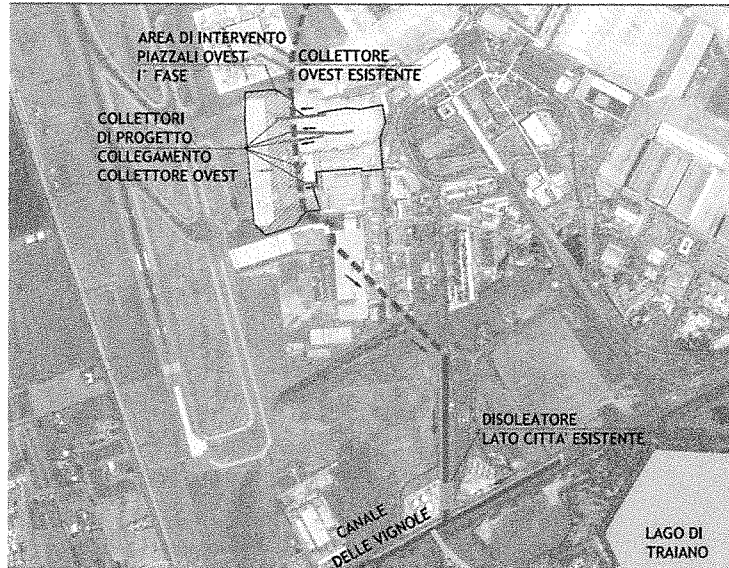 AREA DI INTERVENTO
PIAZZALI OVEST
I° FASE
COLLETTORE
OVEST ESISTENTE
COLLETTORI
DI PROGETTO
COLLEGAMENTO
COLLETTORE OVEST
DISOLEATORE
LATO CITTA' ESISTENTE
CANALE
DELLE VIGNOLE
LAGO DI
TRAIANO